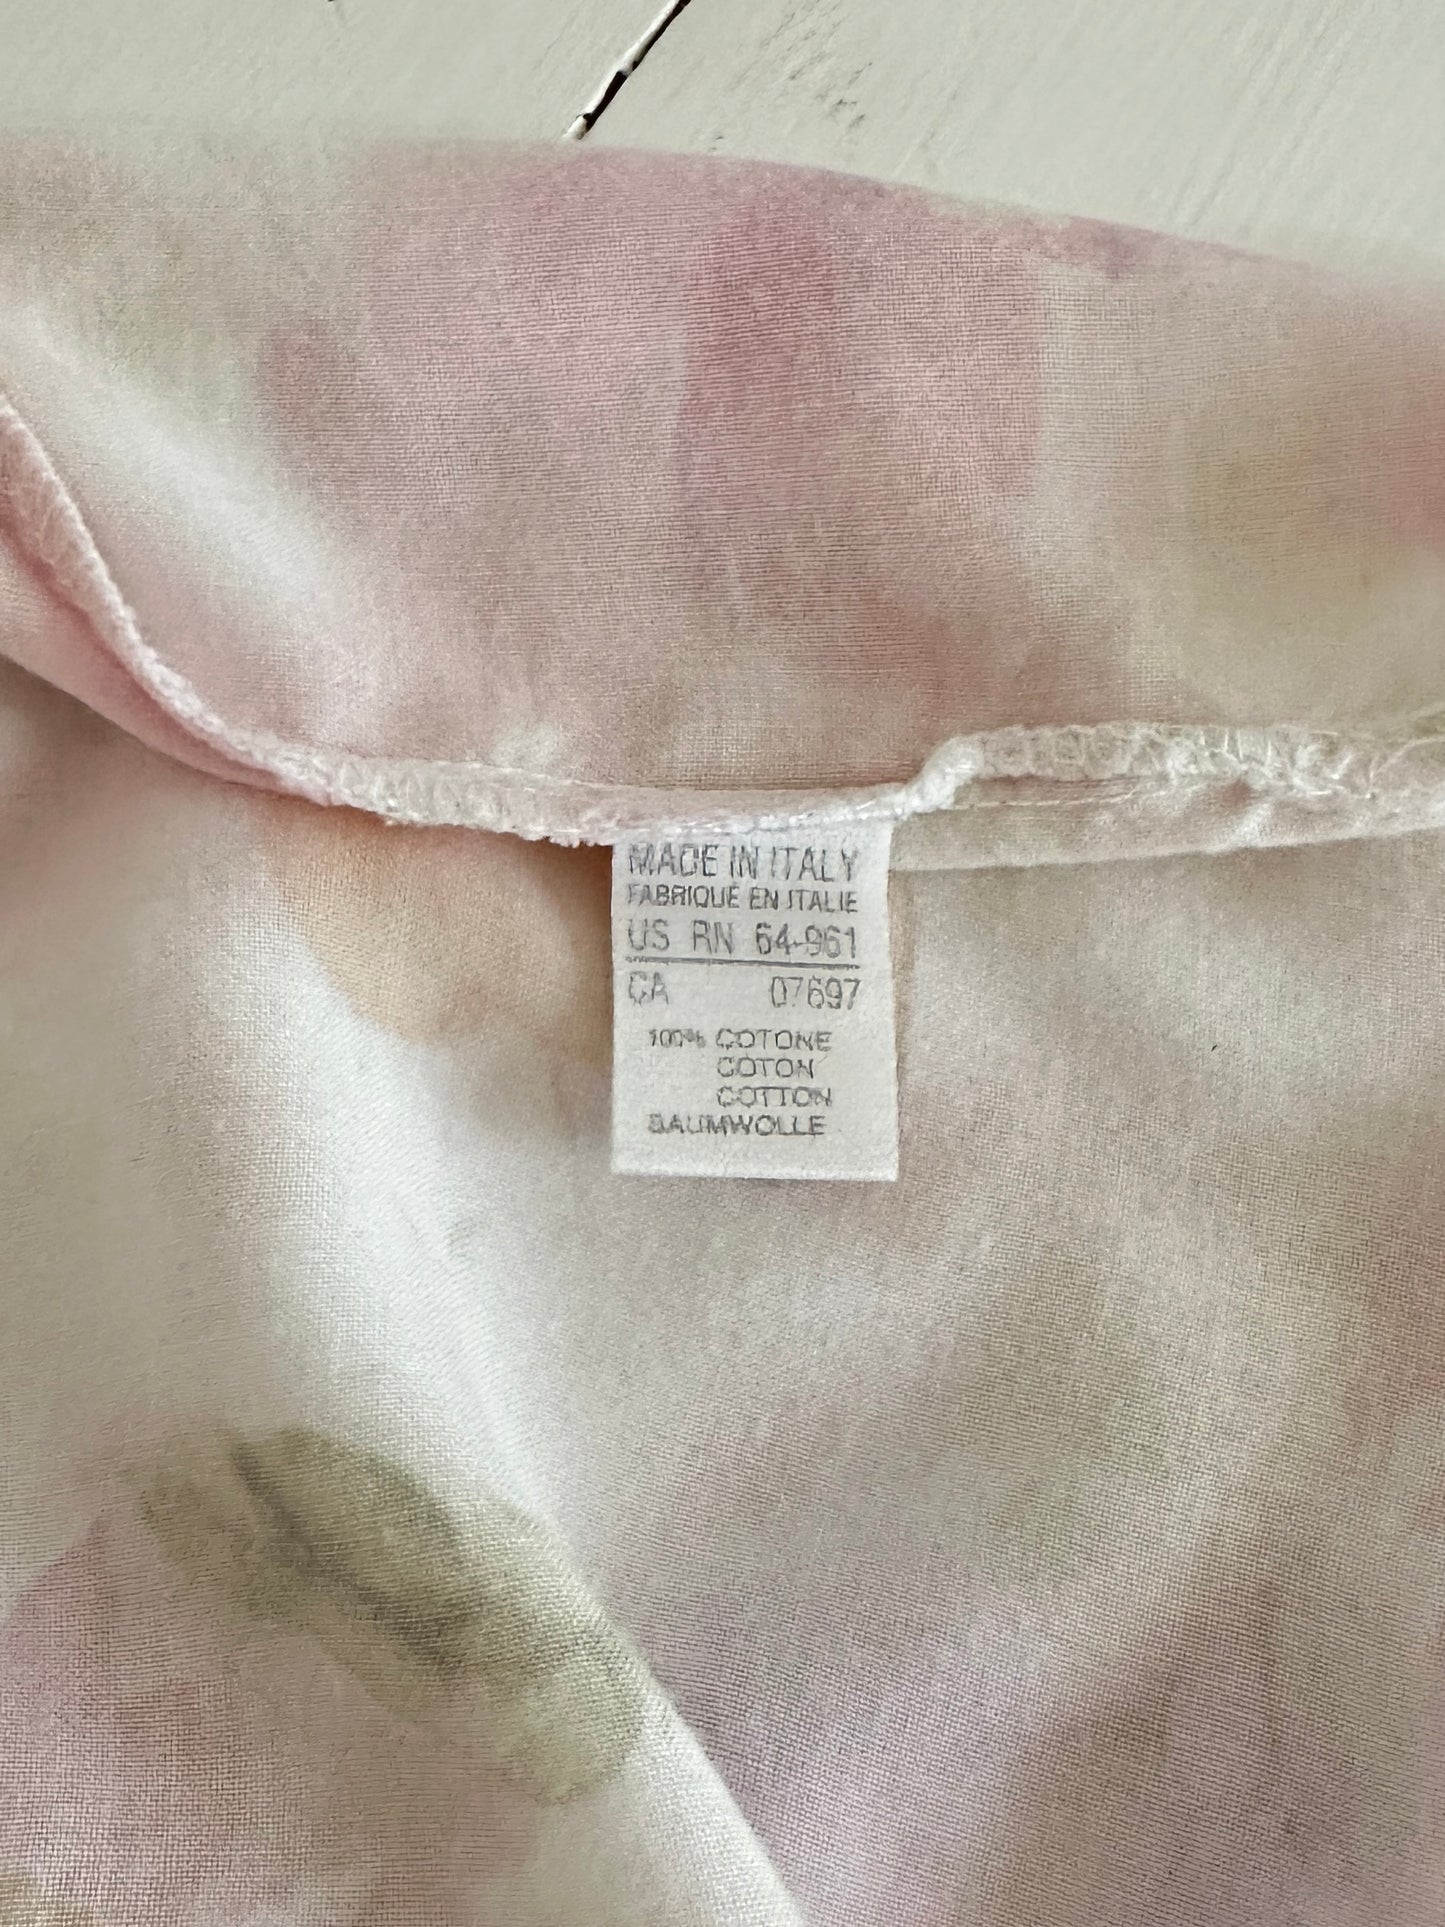 MADE IN ITALY
FABRIQUÉ EN ITALIE
US RN 64-961
CA 07697
100% COTONE
COTON
COTTON
BAUMWOLLE